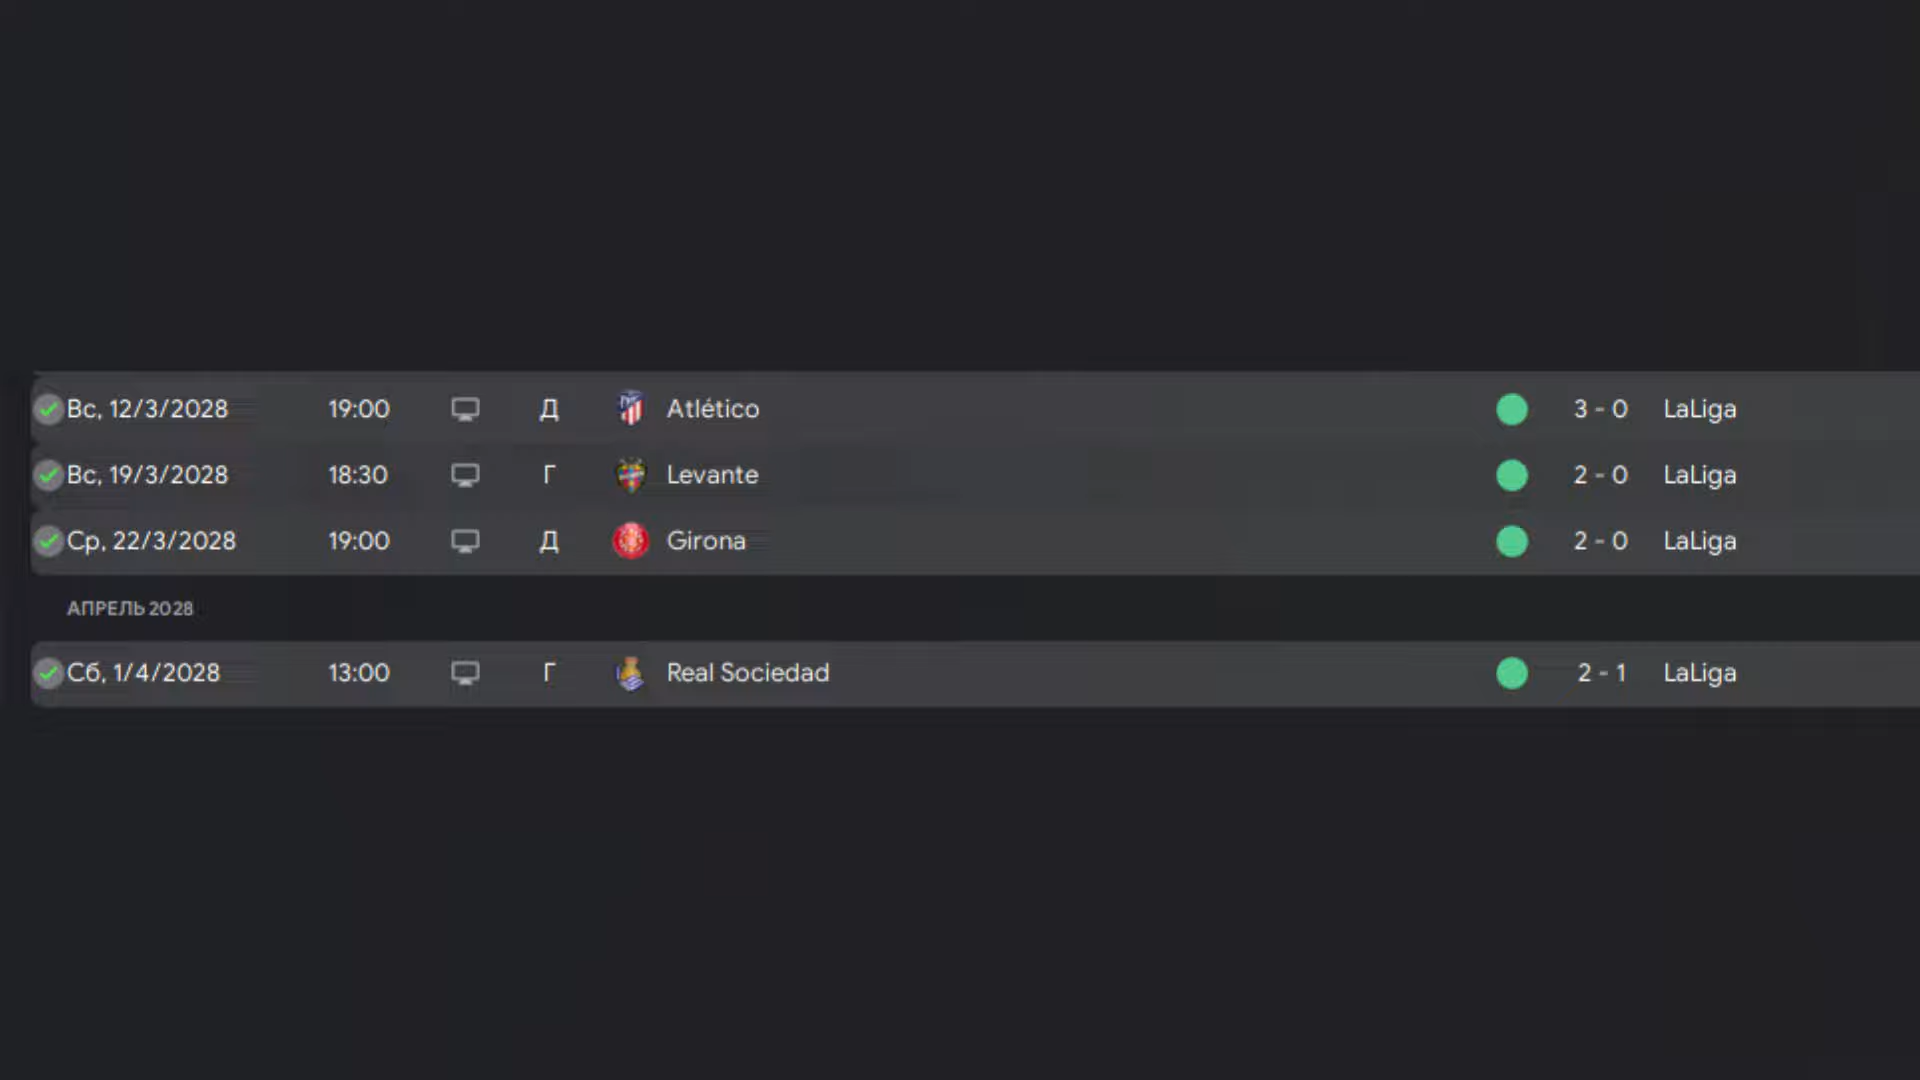 Вс, 12/3/2028 19:00 Д Atlético 3 - 0 LaLiga
Вс, 19/3/2028 18:30 Г Levante 2 - 0 LaLiga
Ср, 22/3/2028 19:00 Д Girona 2 - 0 LaLiga
АПРЕЛЬ 2028
Сб, 1/4/2028 13:00 Г Real Sociedad 2 - 1 LaLiga